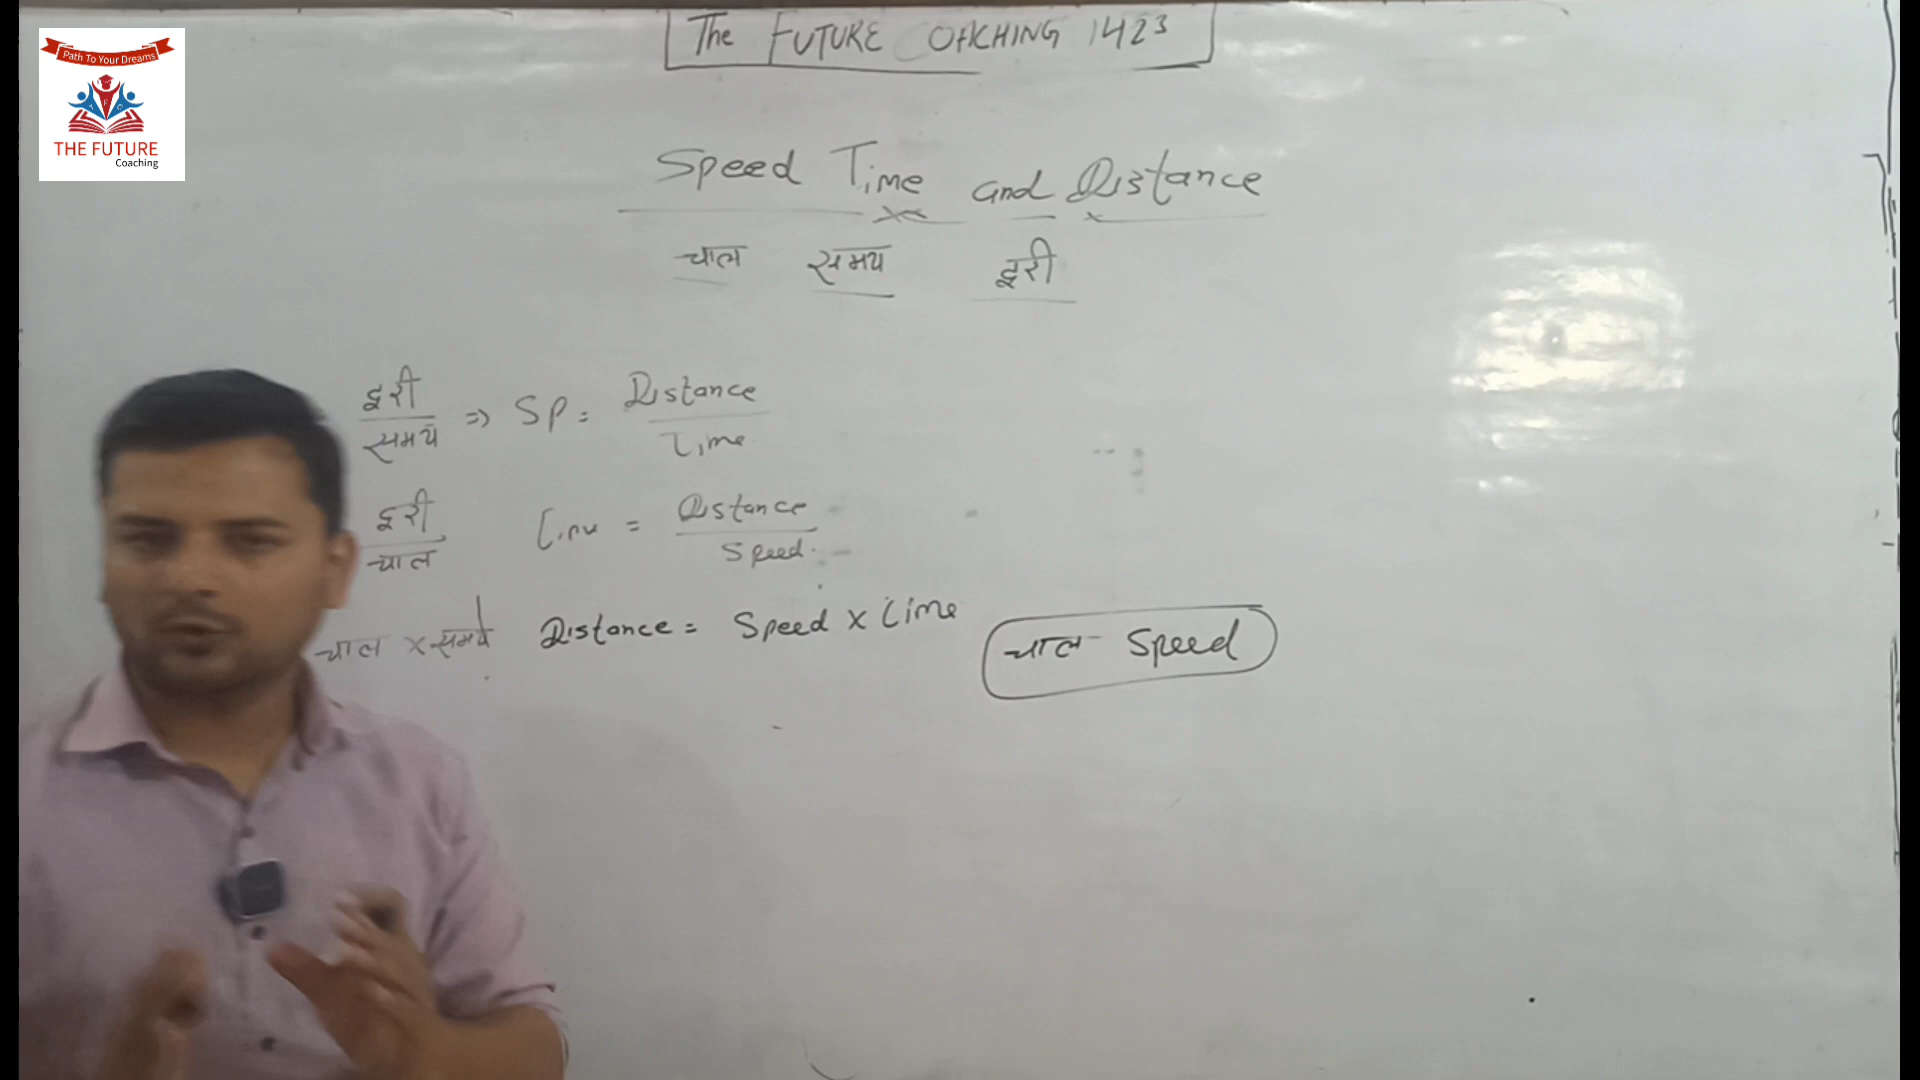 Path To Your Dreams
THE FUTURE
Coaching
The FUTURE COACHING 1423
Speed Time and Distance
चाल समय दूरी
दूरी/समय => SP = Distance/Time
दूरी/चाल Time = Distance/Speed
चाल x समय Distance = Speed x Time
चाल - Speed